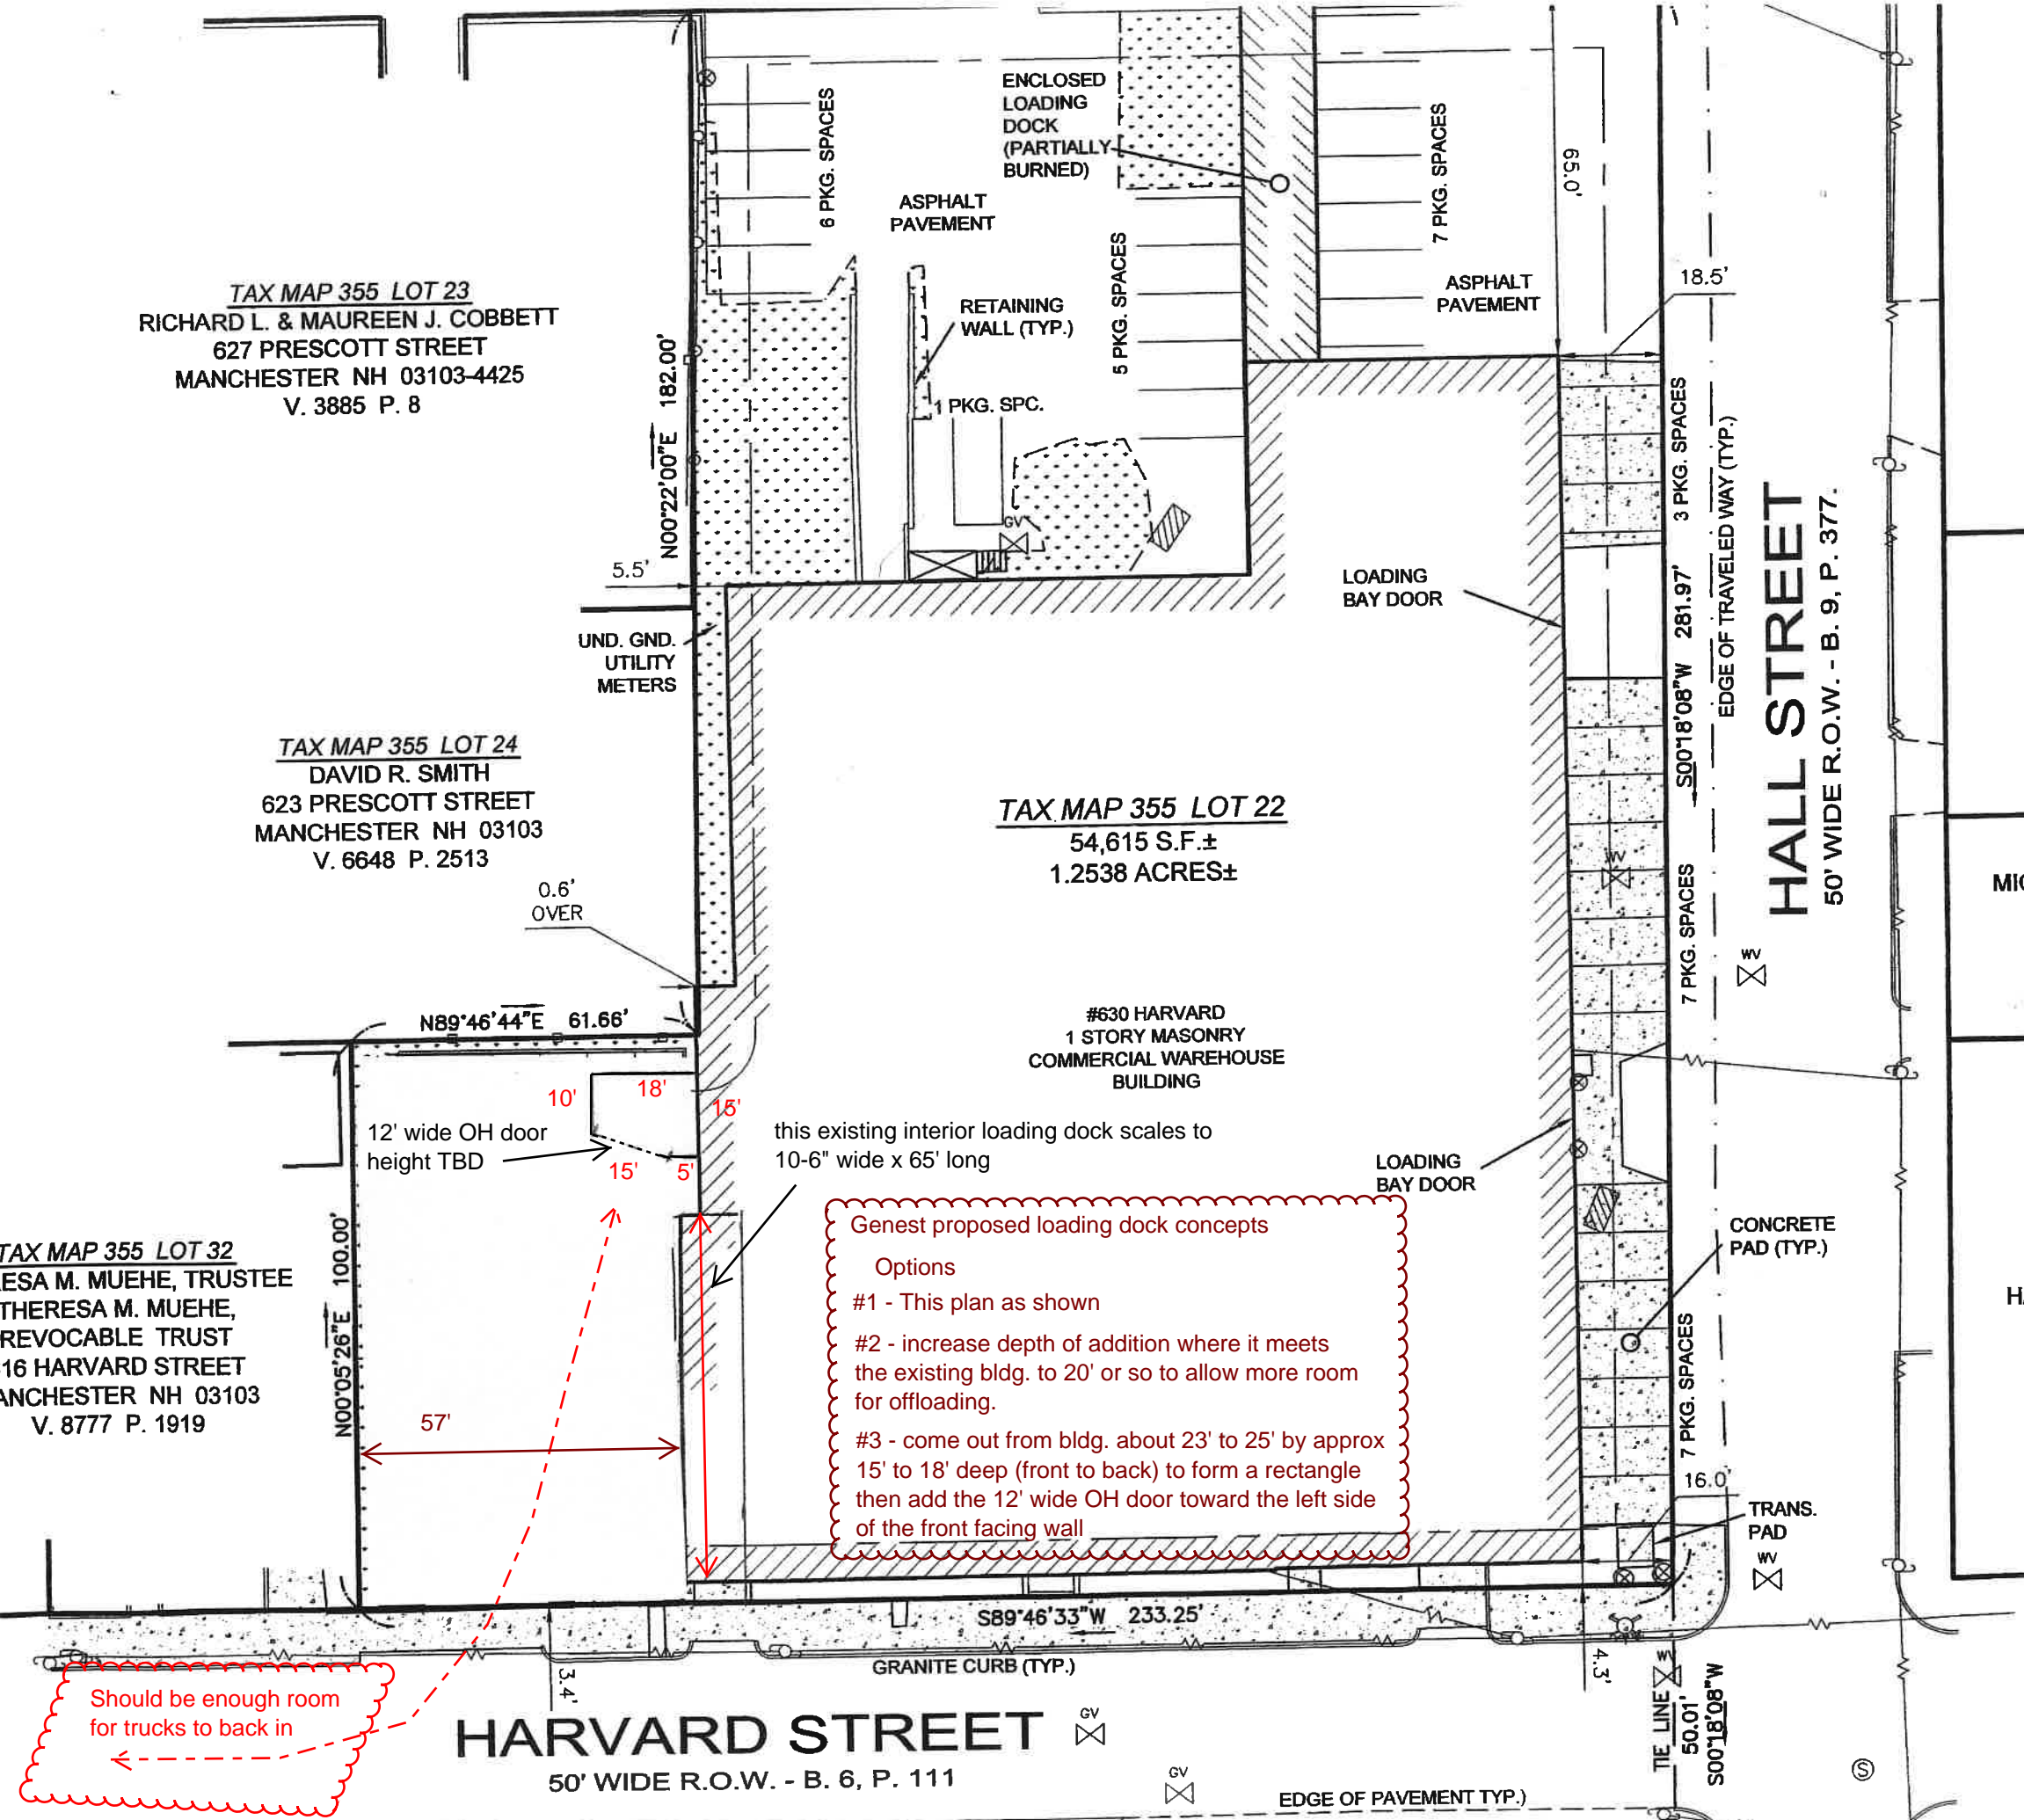 ENCLOSED
LOADING
DOCK
(PARTIALLY
BURNED)
6 PKG. SPACES
ASPHALT
PAVEMENT
7 PKG. SPACES
65.0'
5 PKG. SPACES
ASPHALT
PAVEMENT
18.5'
TAX MAP 355 LOT 23
RICHARD L. & MAUREEN J. COBBETT
627 PRESCOTT STREET
MANCHESTER NH 03103-4425
V. 3885 P. 8
N00°22'00"E 182.00'
RETAINING
WALL (TYP.)
1 PKG. SPC.
GV
3 PKG. SPACES
EDGE OF TRAVELED WAY (TYP.)
HALL STREET
50' WIDE R.O.W. - B. 9, P. 377.
5.5'
UND. GND.
UTILITY
METERS
LOADING
BAY DOOR
S00°18'08"W 281.97'
TAX MAP 355 LOT 24
DAVID R. SMITH
623 PRESCOTT STREET
MANCHESTER NH 03103
V. 6648 P. 2513
TAX MAP 355 LOT 22
54,615 S.F.±
1.2538 ACRES±
WV
7 PKG. SPACES
WV
0.6'
OVER
N89°46'44"E 61.66'
#630 HARVARD
1 STORY MASONRY
COMMERCIAL WAREHOUSE
BUILDING
10'
18'
15'
12' wide OH door
height TBD
15'
5'
this existing interior loading dock scales to
10-6" wide x 65' long
LOADING
BAY DOOR
CONCRETE
PAD (TYP.)
TAX MAP 355 LOT 32
ESA M. MUEHE, TRUSTEE
THERESA M. MUEHE,
REVOCABLE TRUST
16 HARVARD STREET
ANCHESTER NH 03103
V. 8777 P. 1919
N00°05'26"E 100.00'
57'
Genest proposed loading dock concepts
Options
#1 - This plan as shown
#2 - increase depth of addition where it meets
the existing bldg. to 20' or so to allow more room
for offloading.
#3 - come out from bldg. about 23' to 25' by approx
15' to 18' deep (front to back) to form a rectangle
then add the 12' wide OH door toward the left side
of the front facing wall
7 PKG. SPACES
16.0'
TRANS.
PAD
WV
MI
H
S89°46'33"W 233.25'
GRANITE CURB (TYP.)
3.4'
4.3'
WV
Should be enough room
for trucks to back in
HARVARD STREET
50' WIDE R.O.W. - B. 6, P. 111
GV
GV
TIE LINE
50.01'
S00°18'08"W
S
EDGE OF PAVEMENT TYP.)